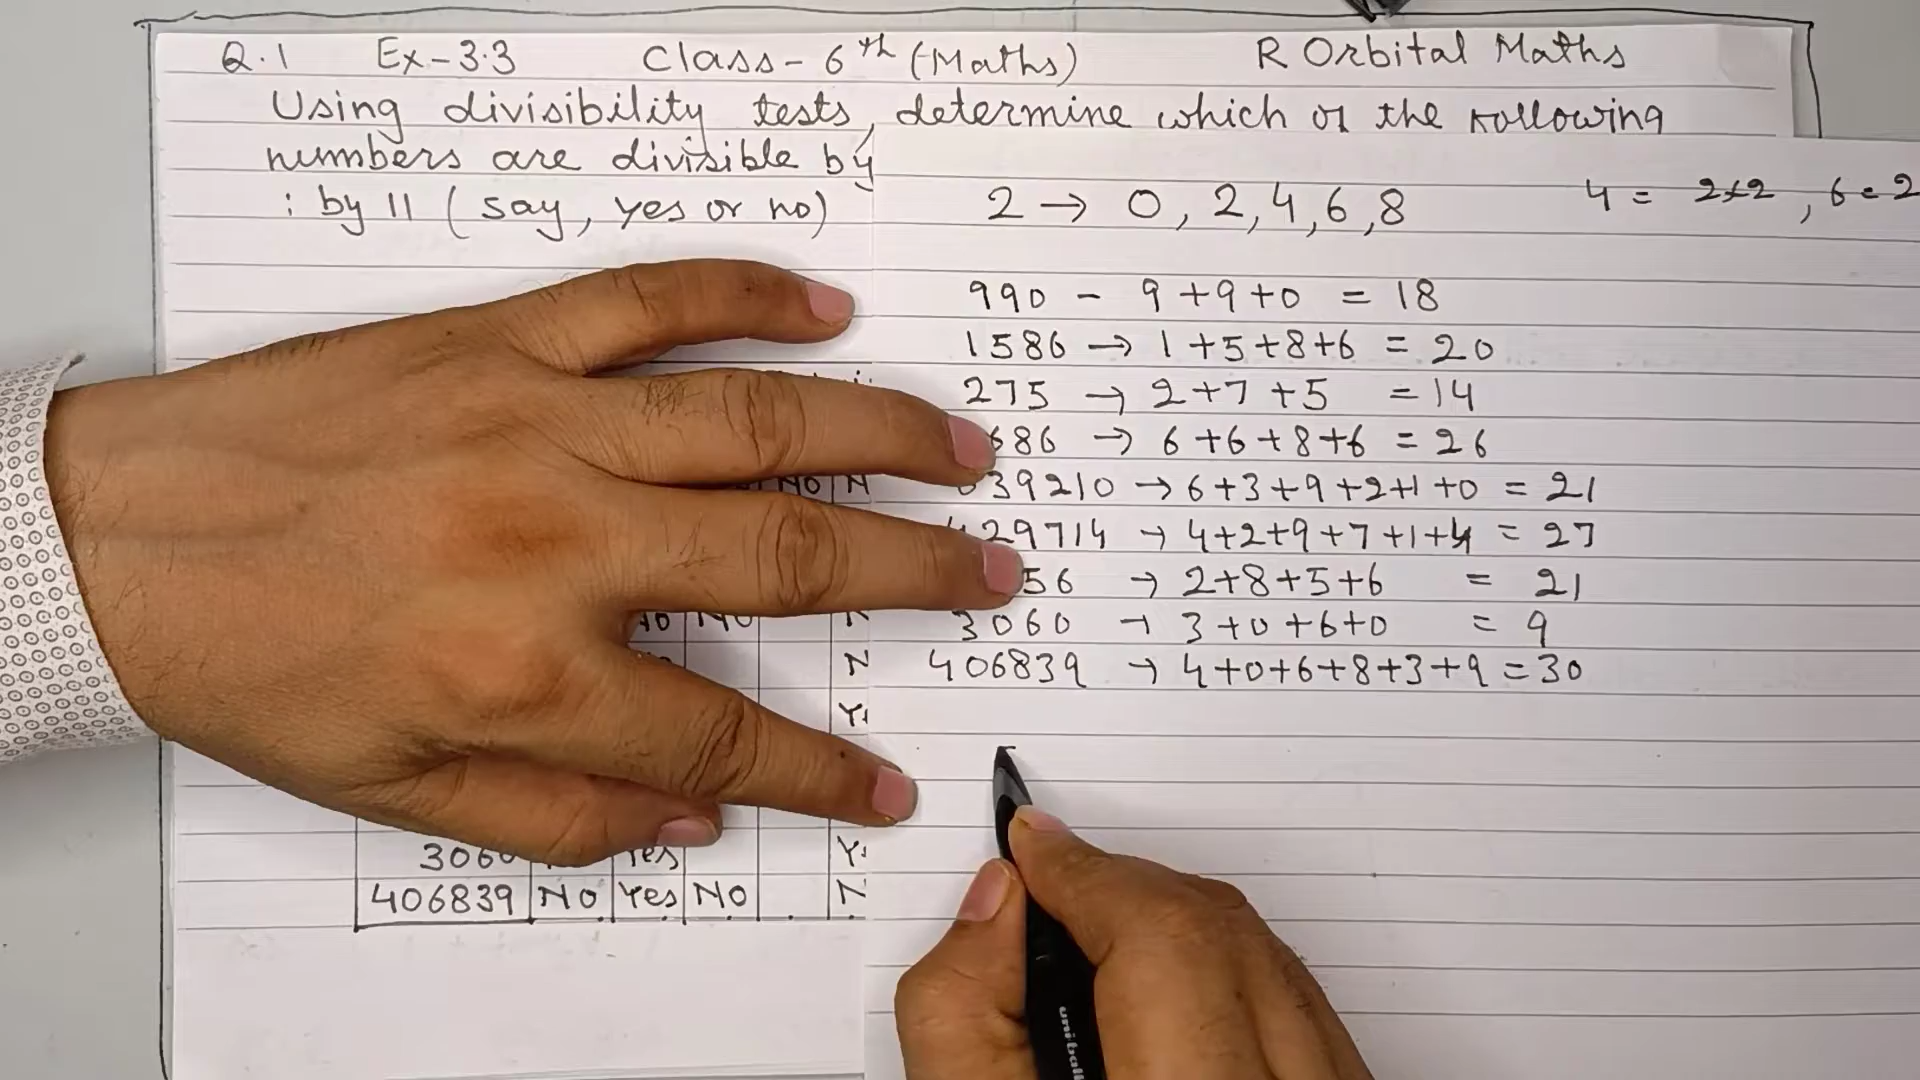 Q.1 Ex-3.3 Class-6th (Maths) R Orbital Maths
Using divisibility tests, determine which of the following
numbers are divisible by
: by 11 (say, yes or no)
2 → 0, 2, 4, 6, 8 4 = 2×2, 6=2
990 - 9+9+0 = 18
1586 → 1+5+8+6 = 20
275 → 2+7+5 = 14
686 → 6+6+8+6 = 26
39210 → 6+3+9+2+1+0 = 21
29714 → 4+2+9+7+1+4 = 27
56 → 2+8+5+6 = 21
3060 → 3+0+6+0 = 9
406839 → 4+0+6+8+3+9 = 30
No N
No N
N
Y
3060 Yes Y
406839 No Yes No N
uniball